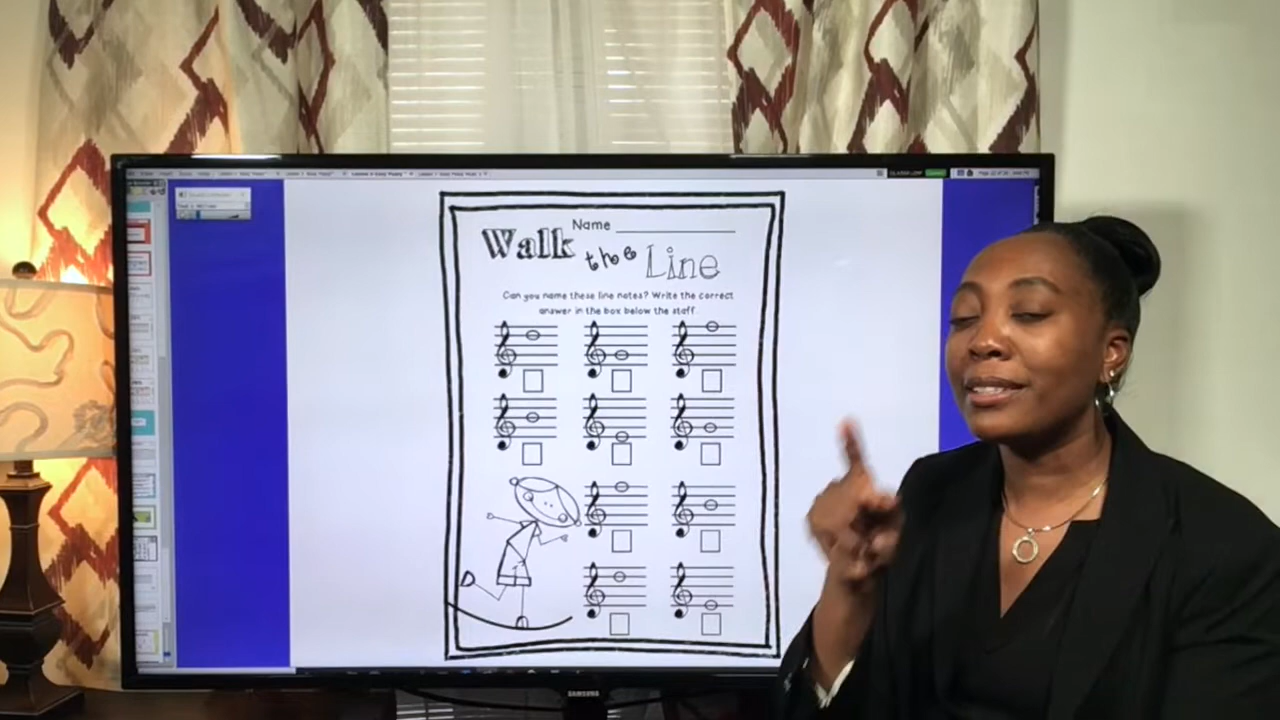 Name
Walk the Line
Can you name these line notes? Write the correct
answer in the box below the staff.
SAMSUNG